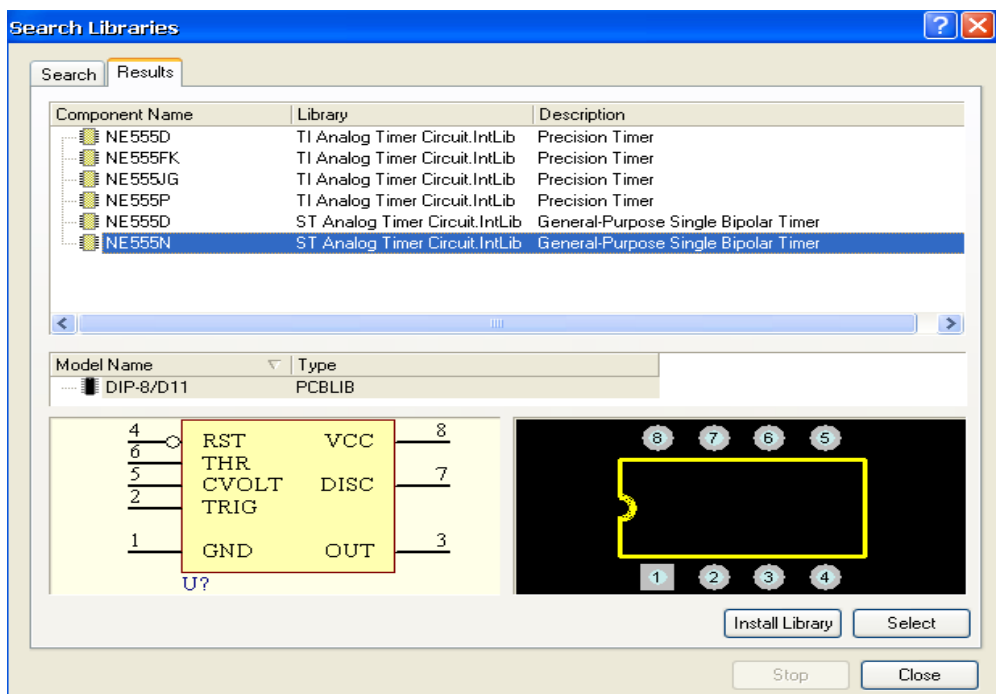 Search Libraries
Search Results
Component Name Library Description
NE555D TI Analog Timer Circuit.IntLib Precision Timer
NE555FK TI Analog Timer Circuit.IntLib Precision Timer
NE555JG TI Analog Timer Circuit.IntLib Precision Timer
NE555P TI Analog Timer Circuit.IntLib Precision Timer
NE555D ST Analog Timer Circuit.IntLib General-Purpose Single Bipolar Timer
NE555N ST Analog Timer Circuit.IntLib General-Purpose Single Bipolar Timer
Model Name Type
DIP-8/D11 PCBLIB
4 RST VCC 8
6 THR
5 CVOLT DISC 7
2 TRIG
1 GND OUT 3
U?
8 7 6 5
1 2 3 4
Install Library Select
Stop Close